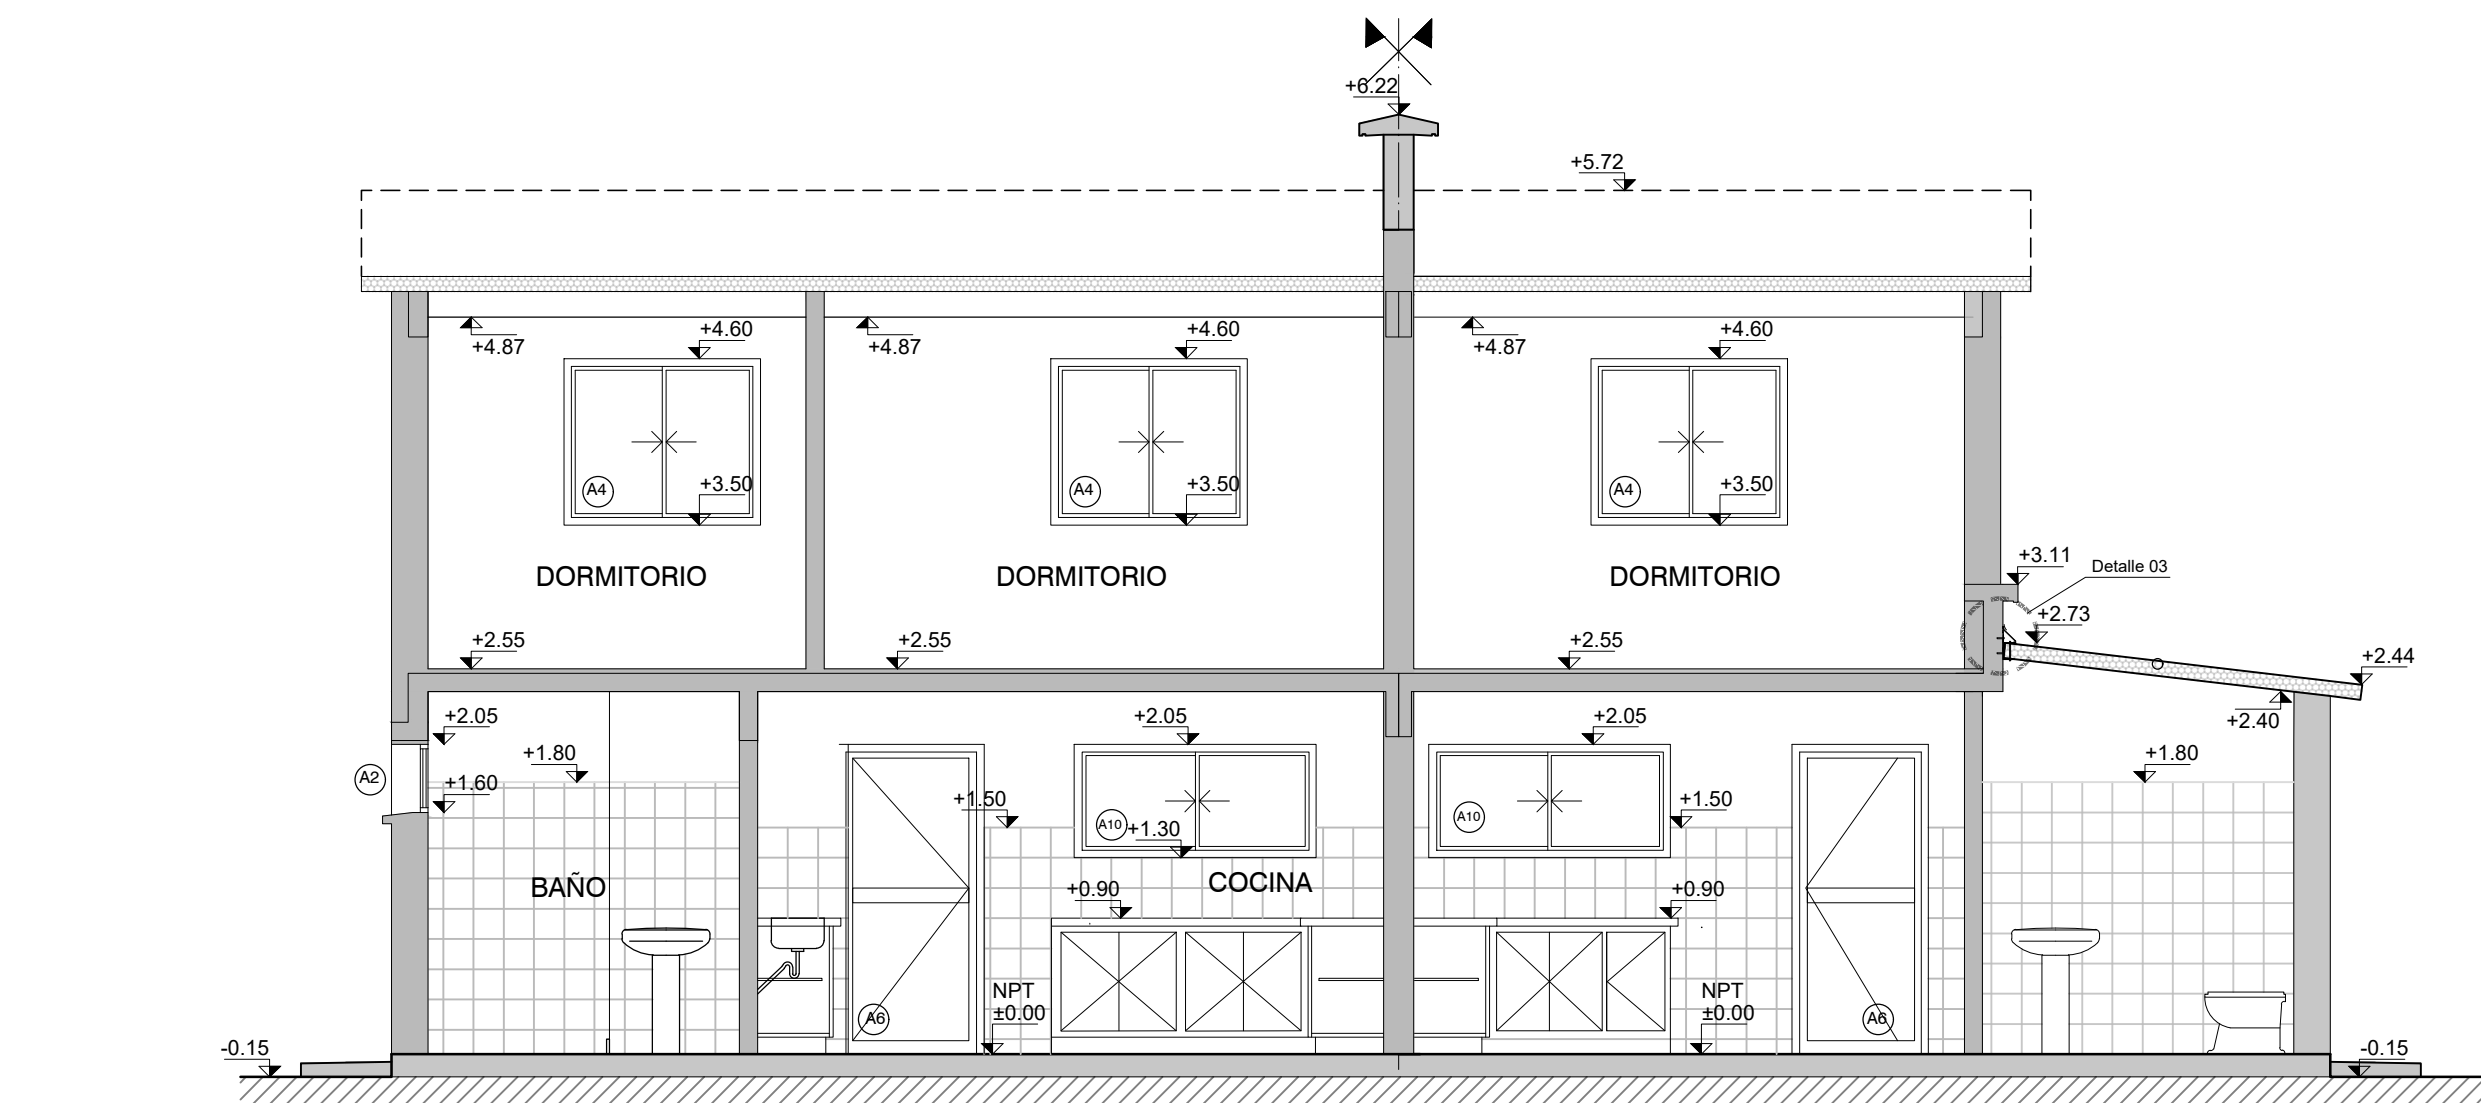 +6.22
+5.72
+4.87
+4.60
+4.87
+4.60
+4.87
+4.60
A4
+3.50
A4
+3.50
A4
+3.50
DORMITORIO
DORMITORIO
DORMITORIO
+3.11
Detalle 03
+2.73
+2.55
+2.55
+2.55
+2.44
+2.40
+2.05
+2.05
+2.05
+1.80
+1.80
A2
+1.60
+1.50
A10
+1.30
A10
+1.50
BAÑO
COCINA
+0.90
+0.90
NPT
±0.00
NPT
±0.00
A6
A6
-0.15
-0.15